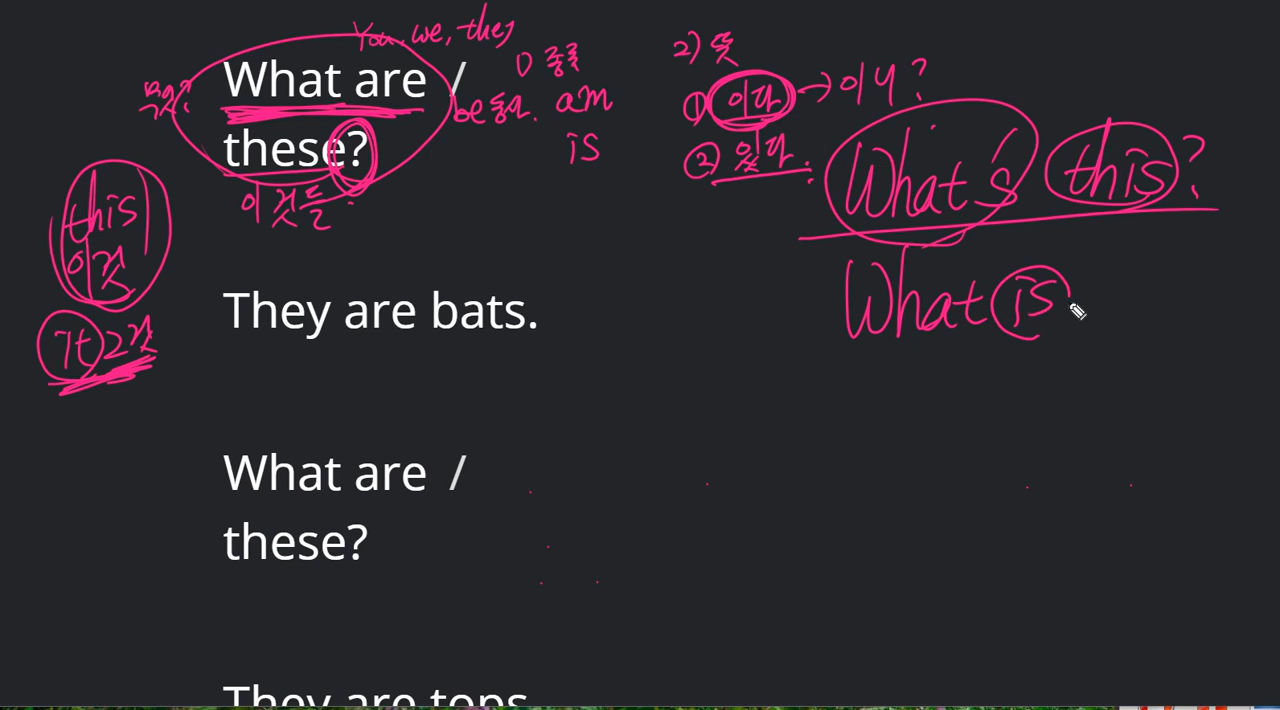 You, we, they
What are /
무엇?
these?
이것들
be동사. am
is
1) 종류
2) 뜻
① 이다 → 이니?
② 있다.
What's this?
What is
this
이것
It 그것
They are bats.
What are /
these?
They are tops.